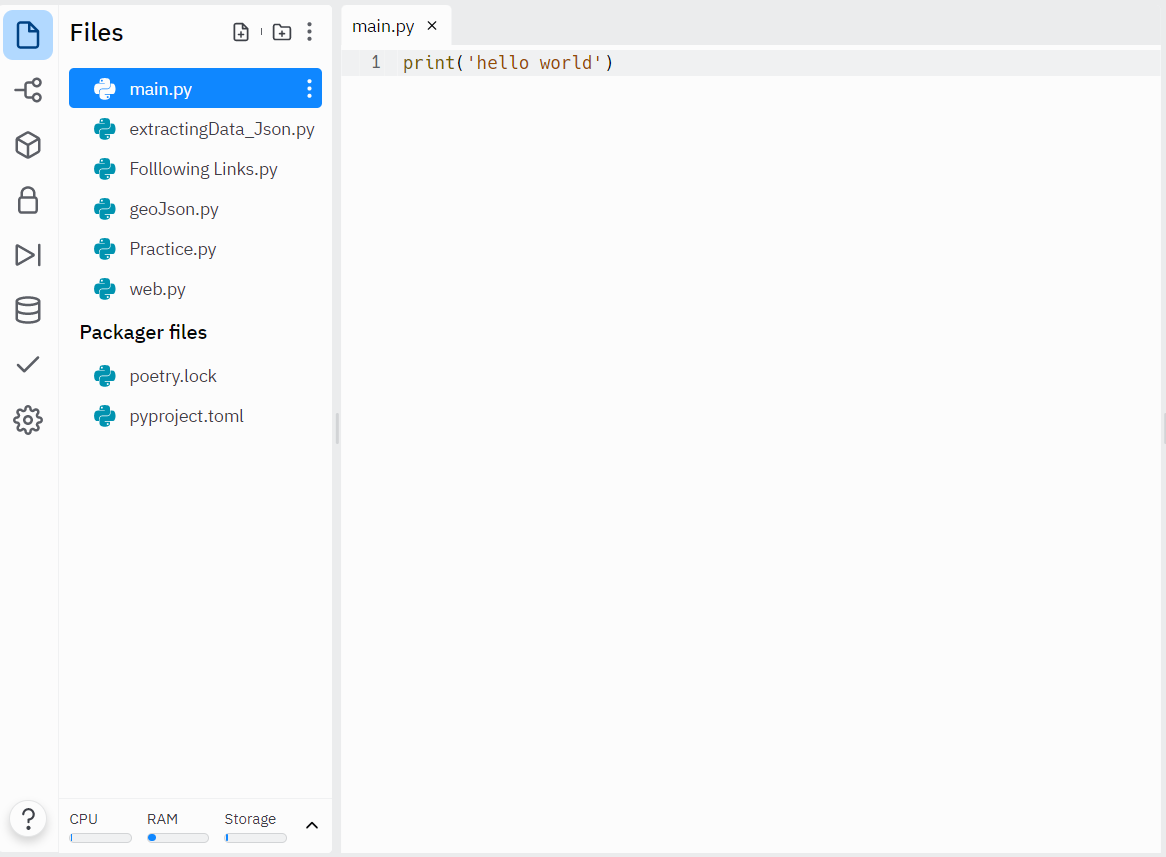 Files
main.py
extractingData_Json.py
Folllowing Links.py
geoJson.py
Practice.py
web.py
Packager files
poetry.lock
pyproject.toml
CPU RAM Storage
?
main.py ×
1 print('hello world')